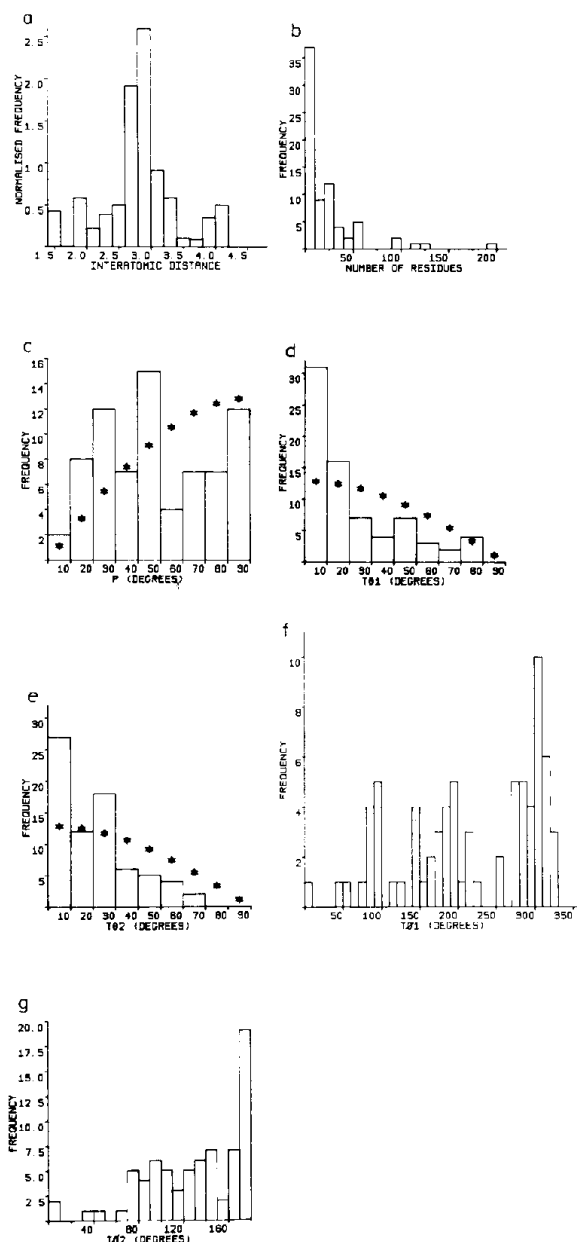 a
NORMALISED FREQUENCY
2.5
2.0
1.5
1.0
0.5
1.5 2.0 2.5 3.0 3.5 4.0 4.5
INTERATOMIC DISTANCE
b
FREQUENCY
35
30
25
20
15
10
5
50 100 150 200
NUMBER OF RESIDUES
c
FREQUENCY
16
14
12
10
8
6
4
2
10 20 30 40 50 60 70 80 90
P (DEGREES)
d
FREQUENCY
30
25
20
15
10
5
10 20 30 40 50 60 70 80 90
T01 (DEGREES)
e
FREQUENCY
30
25
20
15
10
5
10 20 30 40 50 60 70 80 90
T02 (DEGREES)
f
FREQUENCY
10
8
6
4
2
50 100 150 200 250 300 350
TØ1 (DEGREES)
g
FREQUENCY
20.0
17.5
15.0
12.5
10.0
7.5
5.0
2.5
40 80 120 160
TØ2 (DEGREES)